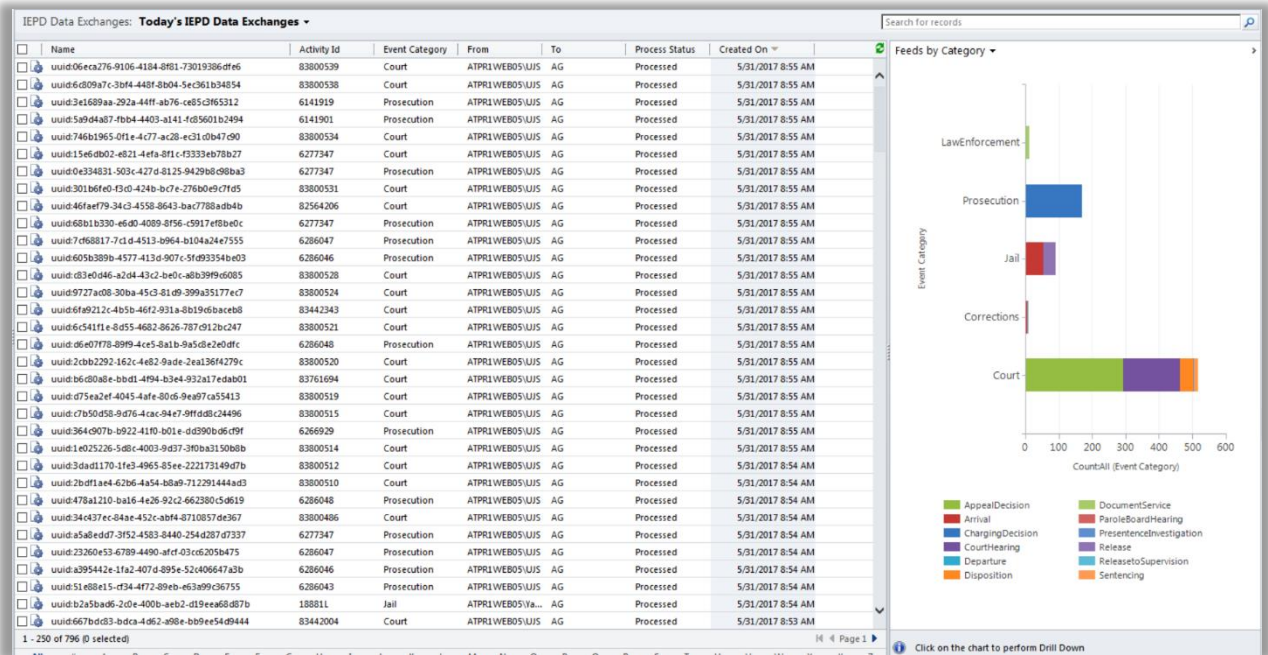 IEPD Data Exchanges: Today's IEPD Data Exchanges
Search for records
Name Activity Id Event Category From To Process Status Created On
uuid:06eca276-9106-4184-8f81-73019386dfe6 83800539 Court ATPR1WEB05\UJS AG Processed 5/31/2017 8:55 AM
uuid:6c809a7c-3bf4-448f-8b04-5ec361b34854 83800538 Court ATPR1WEB05\UJS AG Processed 5/31/2017 8:55 AM
uuid:3e1689aa-292a-44ff-ab76-ce85c3f65312 6141919 Prosecution ATPR1WEB05\UJS AG Processed 5/31/2017 8:55 AM
uuid:5a9d4a87-fbb4-4403-a141-fc85601b2494 6141901 Prosecution ATPR1WEB05\UJS AG Processed 5/31/2017 8:55 AM
uuid:746b1965-0f1e-4c77-ac28-ec31c0b47c90 83800534 Court ATPR1WEB05\UJS AG Processed 5/31/2017 8:55 AM
uuid:15e6db02-e821-4efa-8f1c-f3333eb78b27 6277347 Court ATPR1WEB05\UJS AG Processed 5/31/2017 8:55 AM
uuid:0e334831-503c-427d-8125-9429b8c98ba3 6277347 Prosecution ATPR1WEB05\UJS AG Processed 5/31/2017 8:55 AM
uuid:301b6fe0-f3c0-424b-bc7e-276b0e9c7fd5 83800531 Court ATPR1WEB05\UJS AG Processed 5/31/2017 8:55 AM
uuid:46faef79-34c3-4558-8643-bac7788adb4b 82564206 Court ATPR1WEB05\UJS AG Processed 5/31/2017 8:55 AM
uuid:68b1b330-e6d0-4089-8f56-c5917ef8be0c 6277347 Prosecution ATPR1WEB05\UJS AG Processed 5/31/2017 8:55 AM
uuid:7cf68817-7c1d-4513-b964-b104a24e7555 6286047 Prosecution ATPR1WEB05\UJS AG Processed 5/31/2017 8:55 AM
uuid:605b389b-4577-413d-907c-5fd93354be03 6286046 Prosecution ATPR1WEB05\UJS AG Processed 5/31/2017 8:55 AM
uuid:c83e0d46-a2d4-43c2-be0c-a8b39f9c6085 83800528 Court ATPR1WEB05\UJS AG Processed 5/31/2017 8:55 AM
uuid:9727ac08-30ba-45c3-81d9-399a35177ec7 83800524 Court ATPR1WEB05\UJS AG Processed 5/31/2017 8:55 AM
uuid:6fa9212c-4b5b-46f2-931a-8b19c6baceb8 83442343 Court ATPR1WEB05\UJS AG Processed 5/31/2017 8:55 AM
uuid:6c541f1e-8d55-4682-8626-787c912bc247 83800521 Court ATPR1WEB05\UJS AG Processed 5/31/2017 8:55 AM
uuid:d6e07f78-89f9-4ce5-8a1b-9a5c8e2e0dfc 6286048 Prosecution ATPR1WEB05\UJS AG Processed 5/31/2017 8:55 AM
uuid:2cbb2292-162c-4e82-9ade-2ea136f4279c 83800520 Court ATPR1WEB05\UJS AG Processed 5/31/2017 8:55 AM
uuid:b6c80a8e-bbd1-4f94-b3e4-932a17edab01 83761694 Court ATPR1WEB05\UJS AG Processed 5/31/2017 8:55 AM
uuid:d75ea2ef-4045-4afe-80c6-9ea97ca55413 83800519 Court ATPR1WEB05\UJS AG Processed 5/31/2017 8:55 AM
uuid:c7b50d58-9d76-4cac-94e7-9ffdd8c24496 83800515 Court ATPR1WEB05\UJS AG Processed 5/31/2017 8:55 AM
uuid:364c907b-b922-41f0-b01e-dd390bd6cf9f 6266929 Prosecution ATPR1WEB05\UJS AG Processed 5/31/2017 8:55 AM
uuid:1e025226-5d8c-4003-9d37-3f0ba3150b8b 83800514 Court ATPR1WEB05\UJS AG Processed 5/31/2017 8:55 AM
uuid:3dad1170-1fe3-4965-85ee-222173149d7b 83800512 Court ATPR1WEB05\UJS AG Processed 5/31/2017 8:54 AM
uuid:2bdf1ae4-62b6-4a54-b8a9-712291444ad3 83800510 Court ATPR1WEB05\UJS AG Processed 5/31/2017 8:54 AM
uuid:478a1210-ba16-4e26-92c2-662380c5d619 6286048 Prosecution ATPR1WEB05\UJS AG Processed 5/31/2017 8:54 AM
uuid:34c437ec-84ae-452c-abf4-8710857de367 83800486 Court ATPR1WEB05\UJS AG Processed 5/31/2017 8:54 AM
uuid:a5a8edd7-3f52-4583-8440-254d287d7337 6277347 Prosecution ATPR1WEB05\UJS AG Processed 5/31/2017 8:54 AM
uuid:23260e53-6789-4490-afcf-03cc6205b475 6286047 Prosecution ATPR1WEB05\UJS AG Processed 5/31/2017 8:54 AM
uuid:a395442e-1fa2-407d-895e-52c406647a3b 6286046 Prosecution ATPR1WEB05\UJS AG Processed 5/31/2017 8:54 AM
uuid:51e88e15-cf34-4f72-89eb-e63a99c36755 6286043 Prosecution ATPR1WEB05\UJS AG Processed 5/31/2017 8:54 AM
uuid:b2a5bad6-2c0e-400b-aeb2-d19eea68d87b 18881L Jail ATPR1WEB05\Ya... AG Processed 5/31/2017 8:54 AM
uuid:667bdc83-bdca-4d62-a98e-bb9ee54d9444 83442004 Court ATPR1WEB05\UJS AG Processed 5/31/2017 8:53 AM
1 - 250 of 796 (0 selected)
Page 1
Feeds by Category
Event Category
LawEnforcement
Prosecution
Jail
Corrections
Court
0 100 200 300 400 500 600
Count:All (Event Category)
AppealDecision DocumentService
Arrival ParoleBoardHearing
ChargingDecision PresentenceInvestigation
CourtHearing Release
Departure ReleasetoSupervision
Disposition Sentencing
Click on the chart to perform Drill Down